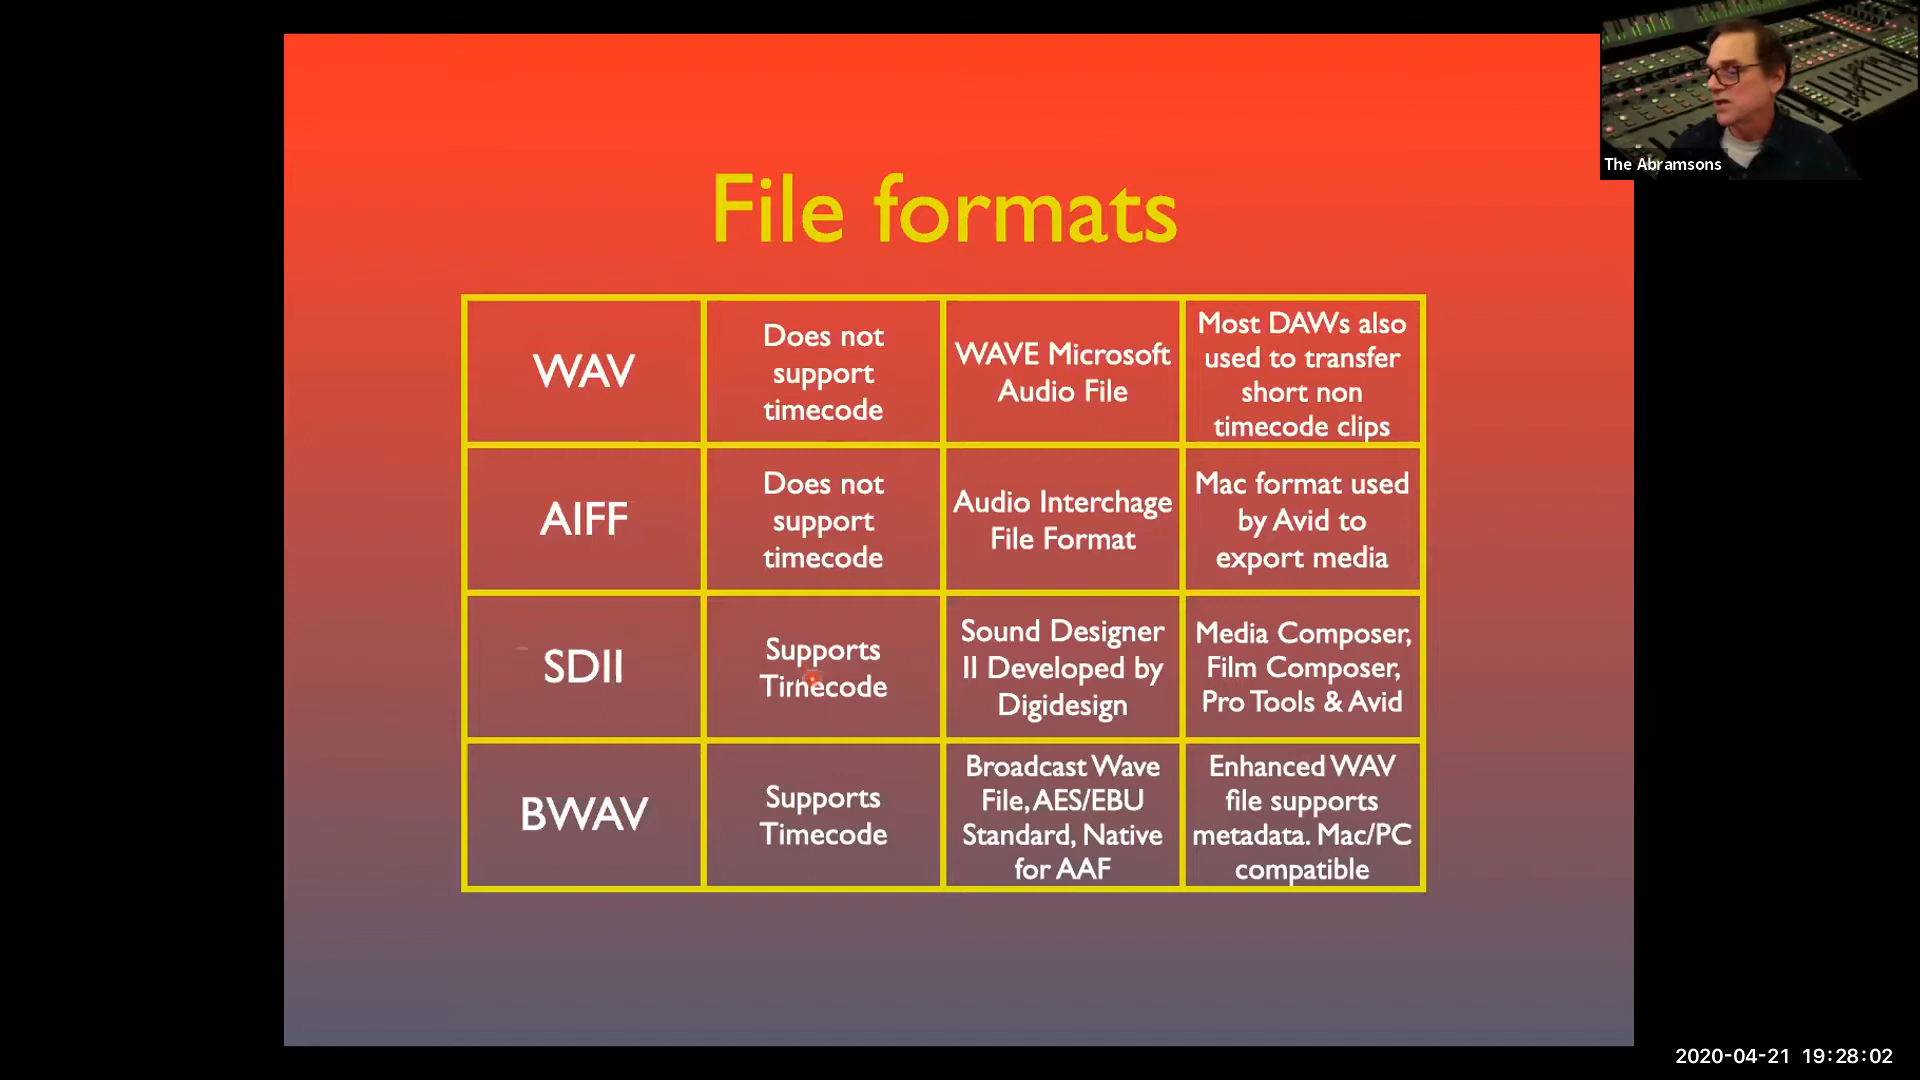 The Abramsons
File formats
WAV
Does not
support
timecode
WAVE Microsoft
Audio File
Most DAWs also
used to transfer
short non
timecode clips
AIFF
Does not
support
timecode
Audio Interchage
File Format
Mac format used
by Avid to
export media
SDII
Supports
Timecode
Sound Designer
II Developed by
Digidesign
Media Composer,
Film Composer,
Pro Tools & Avid
BWAV
Supports
Timecode
Broadcast Wave
File, AES/EBU
Standard, Native
for AAF
Enhanced WAV
file supports
metadata. Mac/PC
compatible
2020-04-21 19:28:02